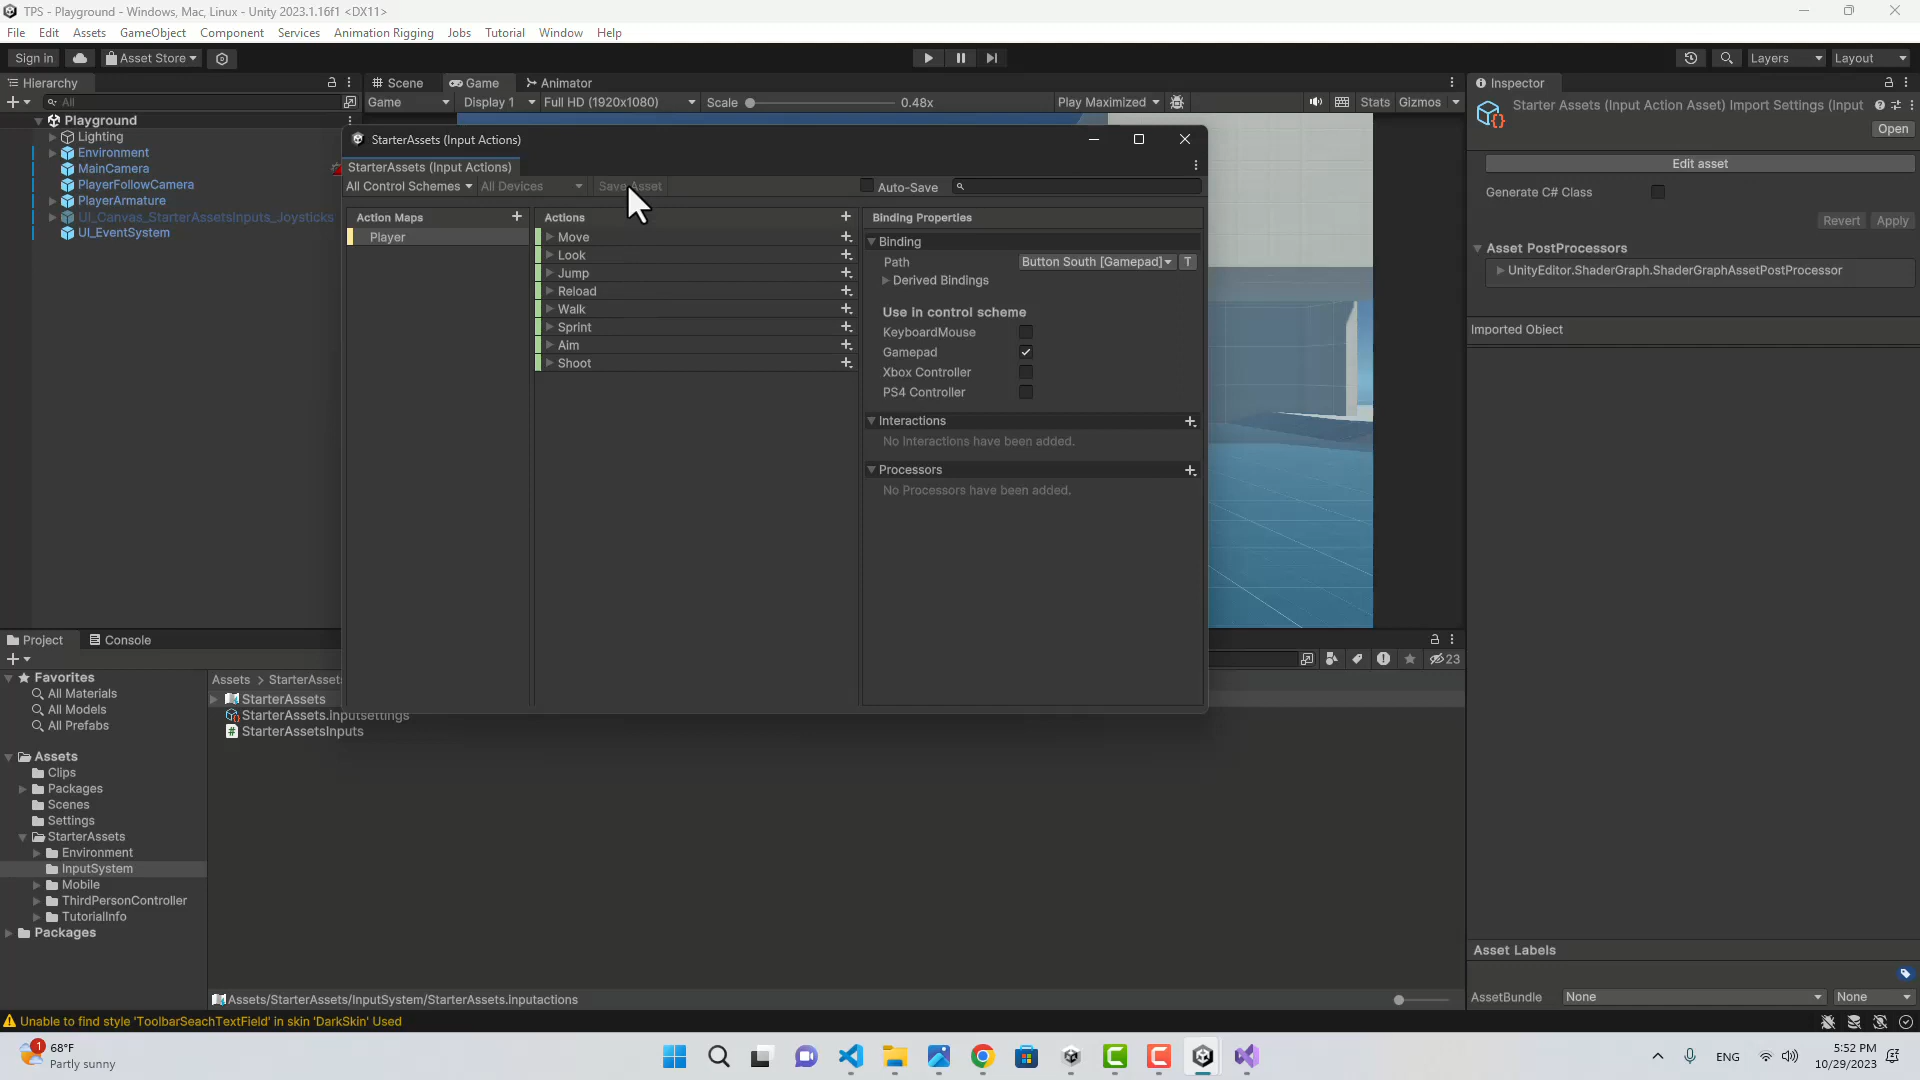 TPS - Playground - Windows, Mac, Linux - Unity 2023.1.16f1 <DX11>
File Edit Assets GameObject Component Services Animation Rigging Jobs Tutorial Window Help
Sign in Asset Store Layers Layout
Hierarchy
All
Playground
Lighting
Environment
MainCamera
PlayerFollowCamera
PlayerArmature
UI_Canvas_StarterAssetsInputs_Joysticks
UI_EventSystem
Scene Game Animator
Game Display 1 Full HD (1920x1080) Scale 0.48x Play Maximized Stats Gizmos
StarterAssets (Input Actions)
StarterAssets (Input Actions)
All Control Schemes All Devices Save Asset Auto-Save
Action Maps
Player
Actions
Move
Look
Jump
Reload
Walk
Sprint
Aim
Shoot
Binding Properties
Binding
Path Button South [Gamepad] T
Derived Bindings
Use in control scheme
KeyboardMouse
Gamepad
Xbox Controller
PS4 Controller
Interactions
No Interactions have been added.
Processors
No Processors have been added.
Inspector
Starter Assets (Input Action Asset) Import Settings (Input
Open
Edit asset
Generate C# Class
Revert Apply
Asset PostProcessors
UnityEditor.ShaderGraph.ShaderGraphAssetPostProcessor
Imported Object
Asset Labels
AssetBundle None None
Project Console
23
Favorites
All Materials
All Models
All Prefabs
Assets
Clips
Packages
Scenes
Settings
StarterAssets
Environment
InputSystem
Mobile
ThirdPersonController
TutorialInfo
Packages
Assets > StarterAssets
StarterAssets
StarterAssets.inputsettings
StarterAssetsInputs
Assets/StarterAssets/InputSystem/StarterAssets.inputactions
Unable to find style 'ToolbarSeachTextField' in skin 'DarkSkin' Used
1
68°F
Partly sunny
ENG
5:52 PM
10/29/2023